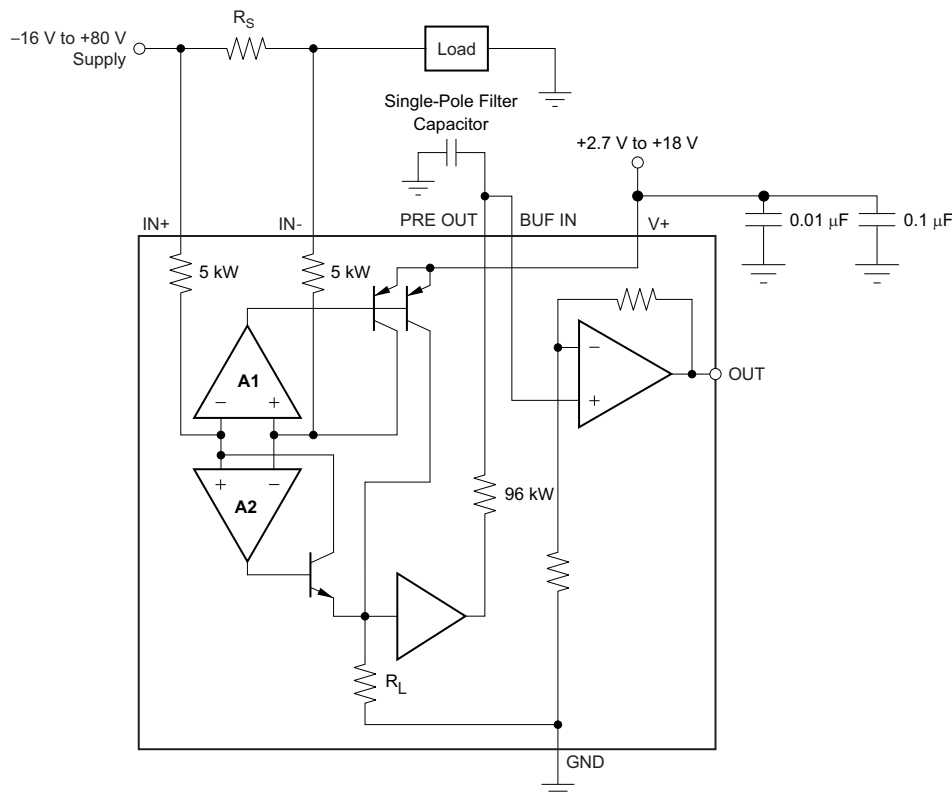 R_S
–16 V to +80 V
Supply
Load
Single-Pole Filter
Capacitor
+2.7 V to +18 V
IN+
IN-
PRE OUT
BUF IN
V+
0.01 μF
0.1 μF
5 kW
5 kW
A1
– +
– +
OUT
+ –
A2
96 kW
R_L
GND